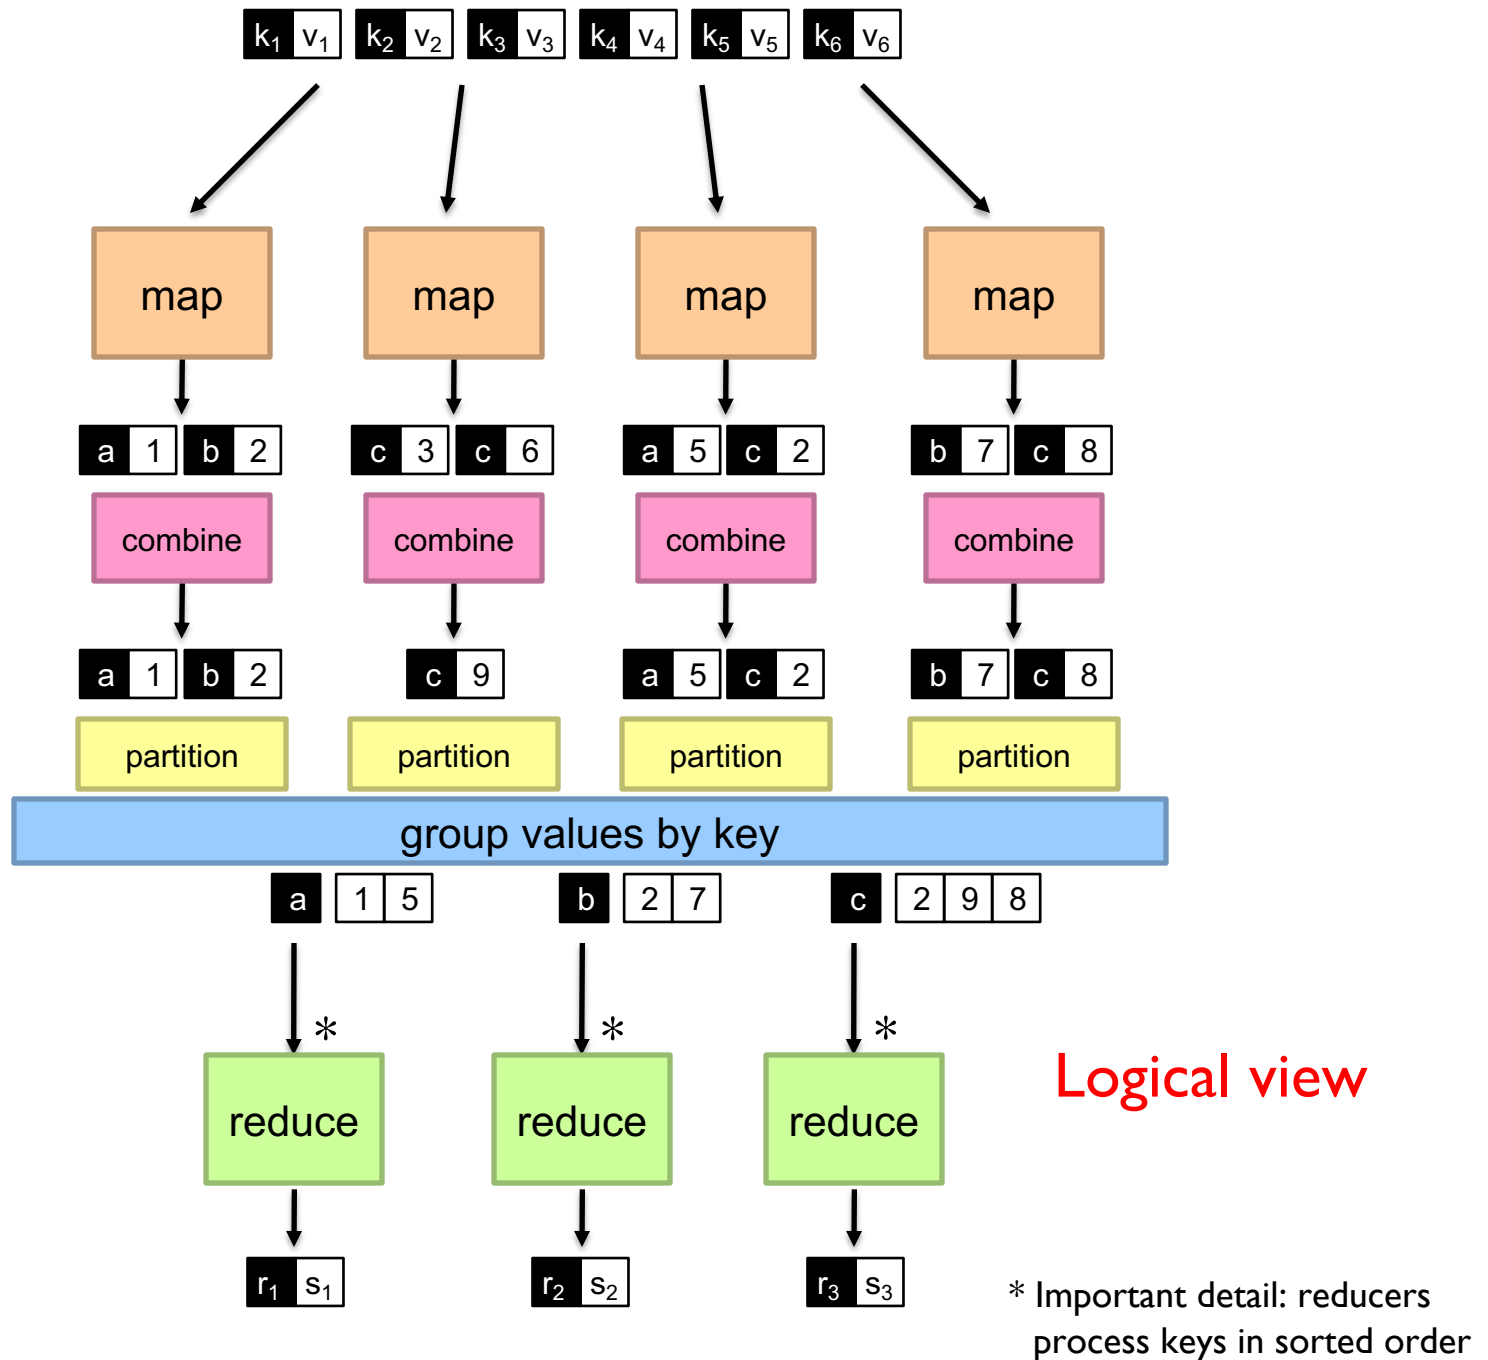 k₁ v₁ k₂ v₂ k₃ v₃ k₄ v₄ k₅ v₅ k₆ v₆
map map map map
a 1 b 2 c 3 c 6 a 5 c 2 b 7 c 8
combine combine combine combine
a 1 b 2 c 9 a 5 c 2 b 7 c 8
partition partition partition partition
group values by key
a 1 5 b 2 7 c 2 9 8
* * *
reduce reduce reduce
Logical view
r₁ s₁ r₂ s₂ r₃ s₃
* Important detail: reducers
process keys in sorted order